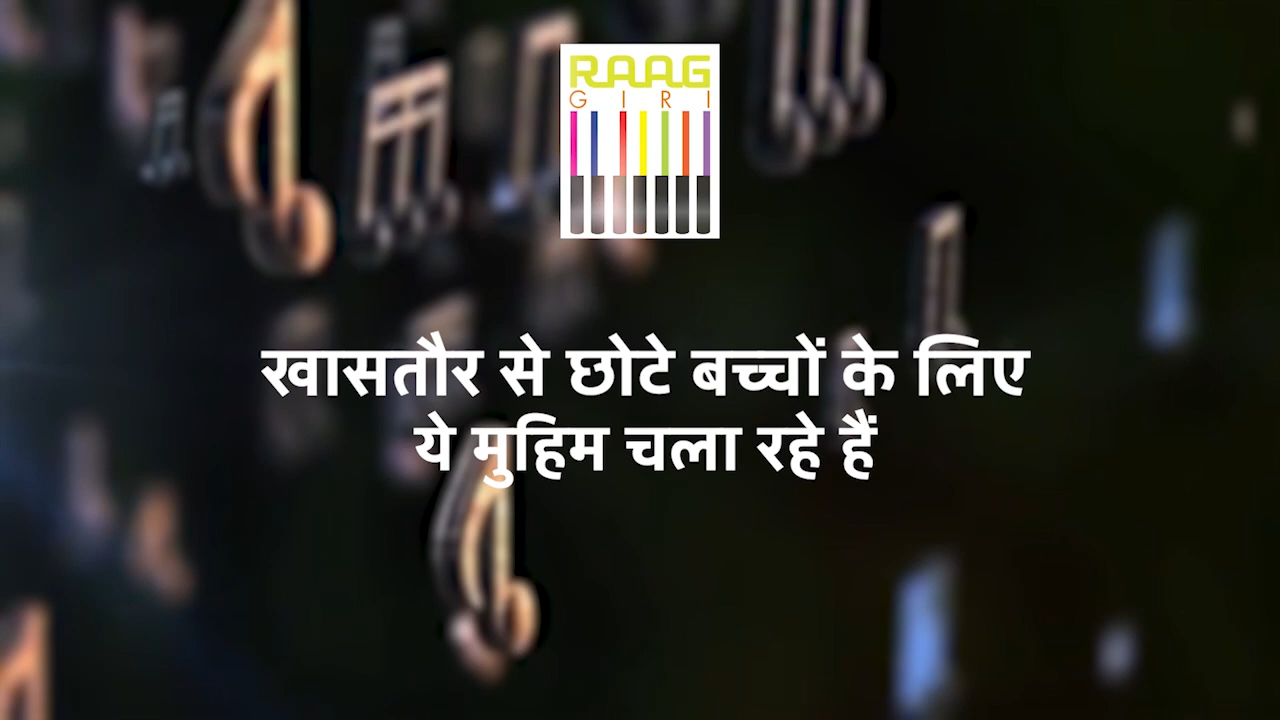 RAAG
GIRI
खासतौर से छोटे बच्चों के लिए
ये मुहिम चला रहे हैं